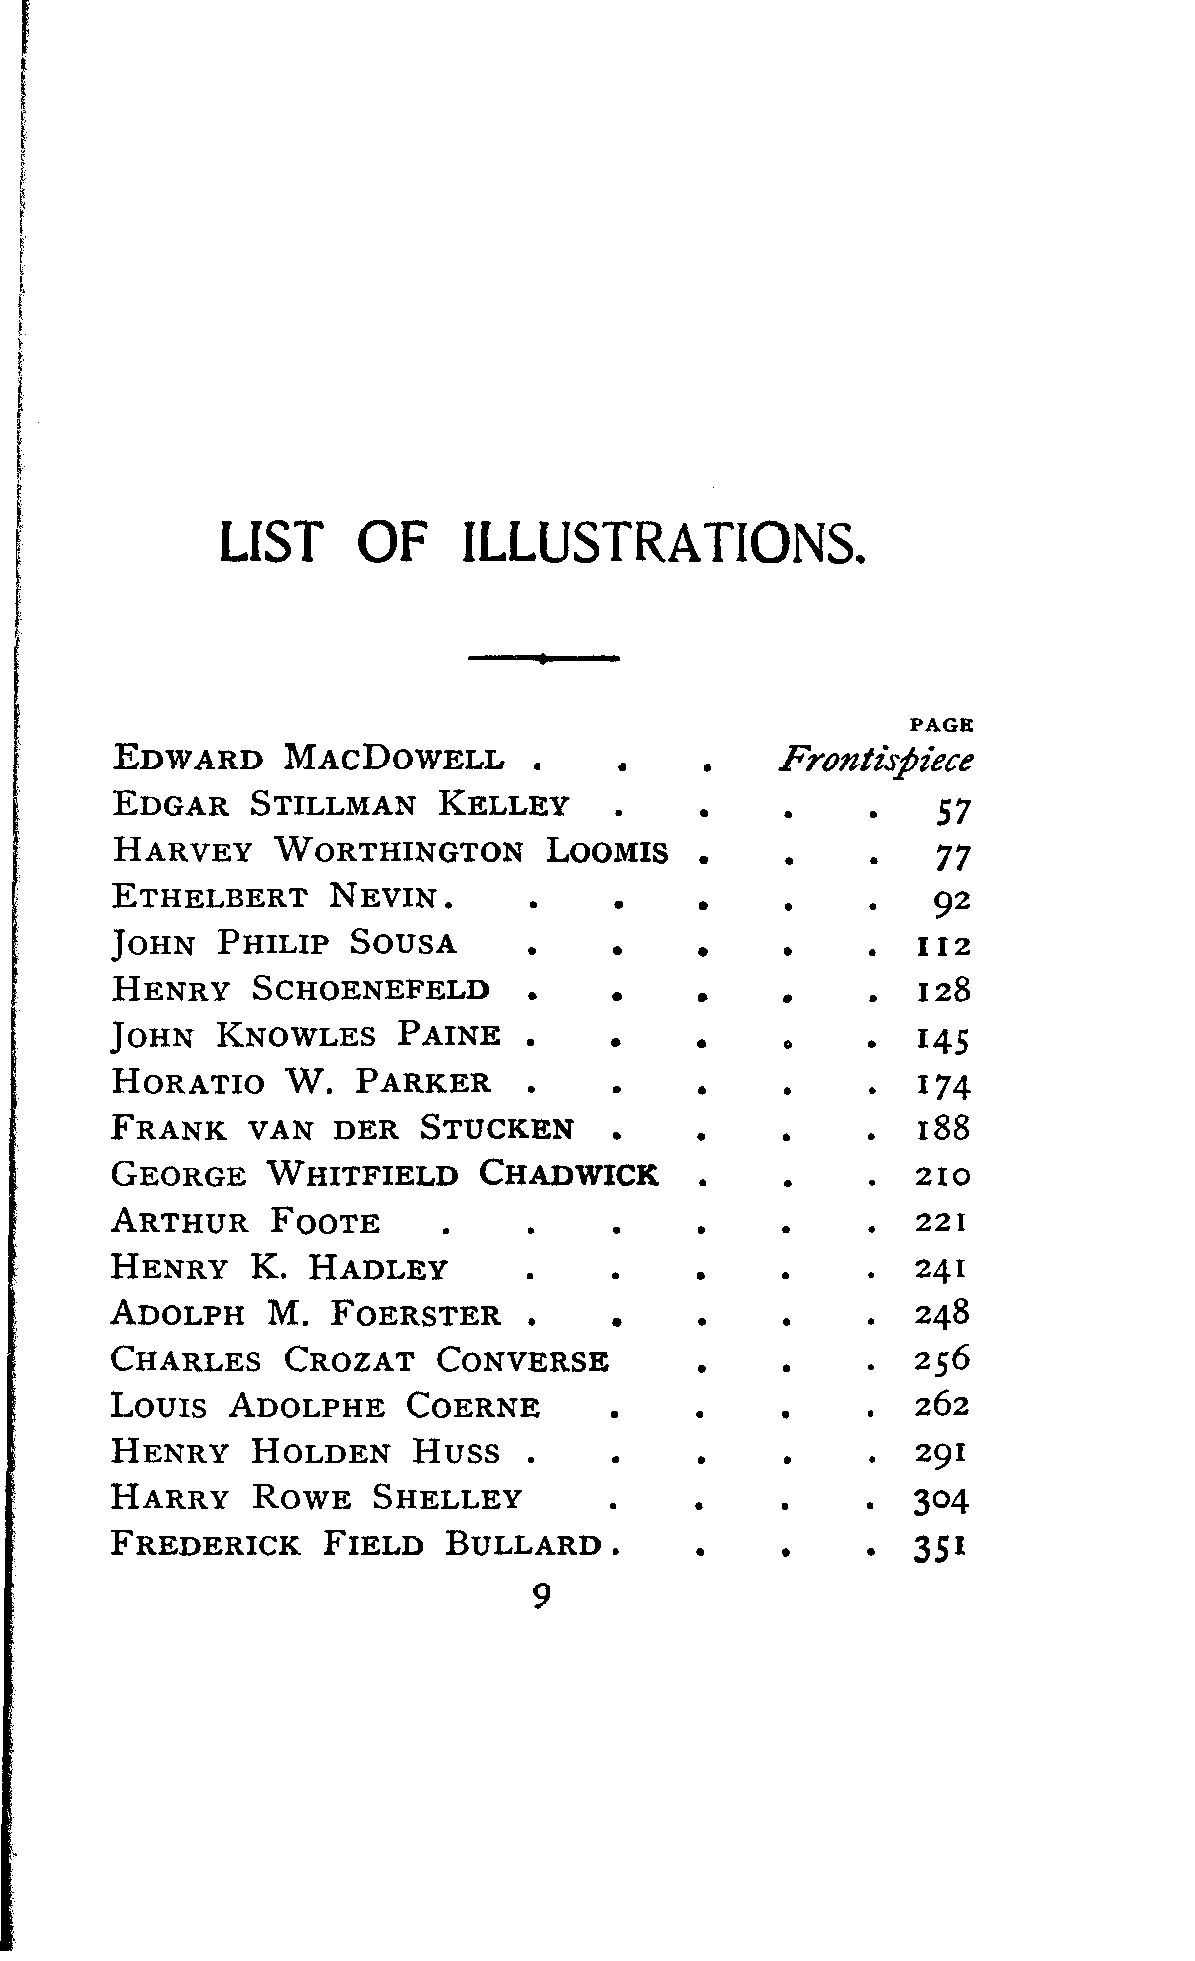 LIST OF ILLUSTRATIONS.
PAGE
EDWARD MACDOWELL . . . Frontispiece
EDGAR STILLMAN KELLEY . . . . 57
HARVEY WORTHINGTON LOOMIS . . . 77
ETHELBERT NEVIN . . . . . . 92
JOHN PHILIP SOUSA . . . . . 112
HENRY SCHOENEFELD . . . . . 128
JOHN KNOWLES PAINE . . . . . 145
HORATIO W. PARKER . . . . . 174
FRANK VAN DER STUCKEN . . . . 188
GEORGE WHITFIELD CHADWICK . . . 210
ARTHUR FOOTE . . . . . . 221
HENRY K. HADLEY . . . . . 241
ADOLPH M. FOERSTER . . . . . 248
CHARLES CROZAT CONVERSE . . . 256
LOUIS ADOLPHE COERNE . . . . 262
HENRY HOLDEN HUSS . . . . . 291
HARRY ROWE SHELLEY . . . . 304
FREDERICK FIELD BULLARD . . . . 351
9